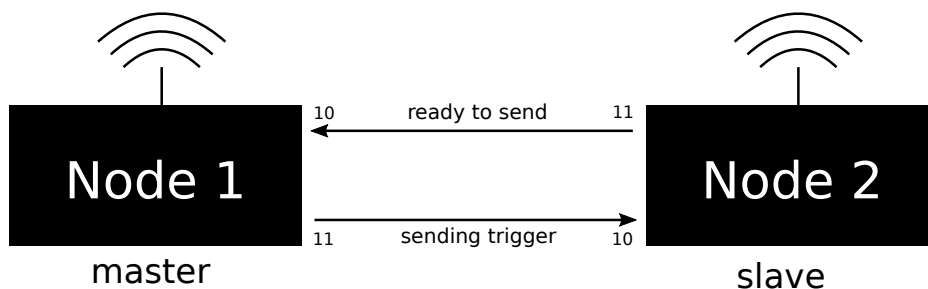 10 ready to send 11
Node 1
Node 2
11 sending trigger 10
master
slave